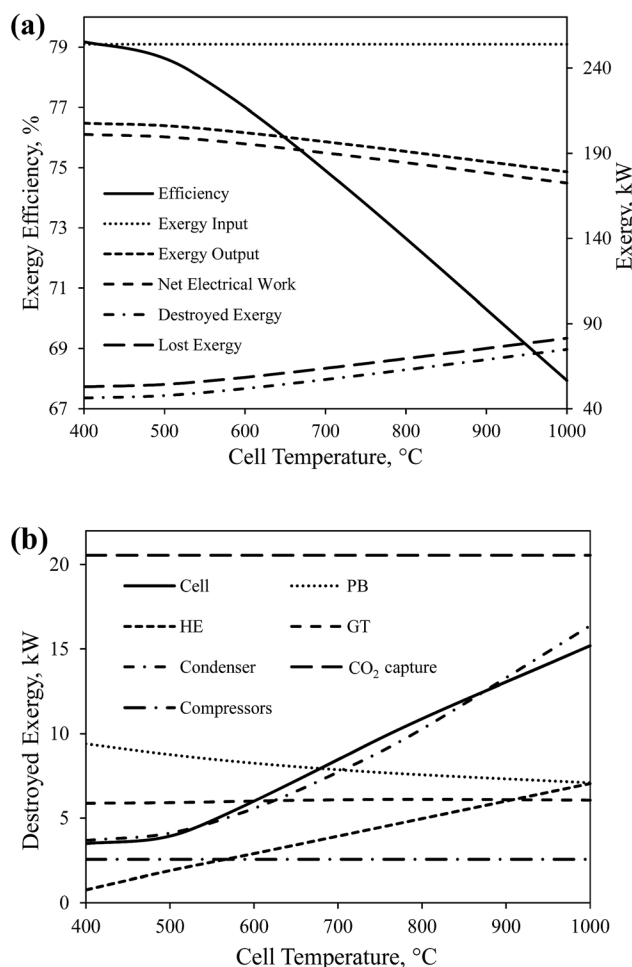 (a)
79
77
75
73
71
69
67
Exergy Efficiency, %
240
190
140
90
40
Exergy, kW
Efficiency
Exergy Input
Exergy Output
Net Electrical Work
Destroyed Exergy
Lost Exergy
400 500 600 700 800 900 1000
Cell Temperature, °C
(b)
20
15
10
5
0
Destroyed Exergy, kW
Cell PB
HE GT
Condenser CO₂ capture
Compressors
400 500 600 700 800 900 1000
Cell Temperature, °C